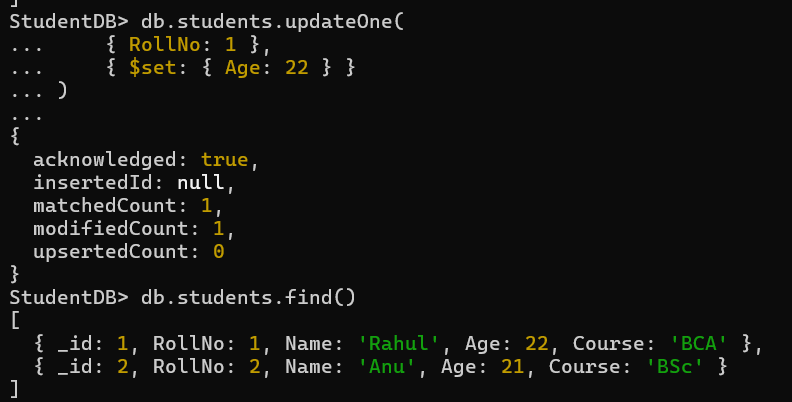 ]
StudentDB> db.students.updateOne(
...     { RollNo: 1 },
...     { $set: { Age: 22 } }
... )
...
{
  acknowledged: true,
  insertedId: null,
  matchedCount: 1,
  modifiedCount: 1,
  upsertedCount: 0
}
StudentDB> db.students.find()
[
  { _id: 1, RollNo: 1, Name: 'Rahul', Age: 22, Course: 'BCA' },
  { _id: 2, RollNo: 2, Name: 'Anu', Age: 21, Course: 'BSc' }
]